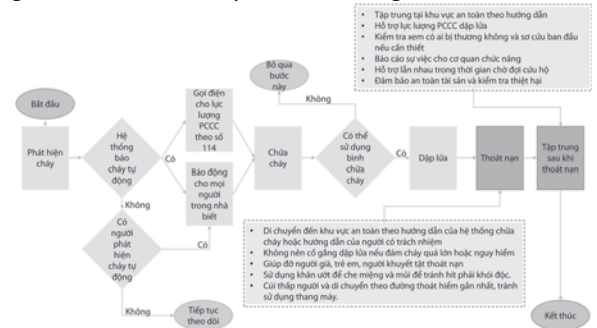 • Tập trung tại khu vực an toàn theo hướng dẫn
• Hỗ trợ lực lượng PCCC dập lửa
• Kiểm tra xem có ai bị thương không và sơ cứu ban đầu
nếu cần thiết
• Báo cáo sự việc cho cơ quan chức năng
• Hỗ trợ lẫn nhau trong thời gian chờ đợi cứu hộ
• Đảm bảo an toàn tài sản và kiểm tra thiệt hại
Bỏ qua
bước
này
Không
Bắt đầu
Phát hiện
cháy
Hệ
thống
báo
cháy tự
động
Có
Gọi điện
cho lực
lượng
PCCC
theo số
114
Báo động
cho mọi
người
trong nhà
biết
Chữa
cháy
Có thể
sử dụng
bình
chữa
cháy
Có
Dập lửa
Thoát nạn
Tập trung
sau khi
thoát nạn
Không
Có
người
phát
hiện
cháy tự
động
Có
Không
Tiếp tục
theo dõi
• Di chuyển đến khu vực an toàn theo hướng dẫn của hệ thống chữa
cháy hoặc hướng dẫn của người có trách nhiệm
• Không nên cố gắng dập lửa nếu đám cháy quá lớn hoặc nguy hiểm
• Giúp đỡ người già, trẻ em, người khuyết tật thoát nạn
• Sử dụng khăn ướt để che miệng và mũi để tránh hít phải khói độc.
• Cúi thấp người và di chuyển theo đường thoát hiểm gần nhất, tránh
sử dụng thang máy.
Kết thúc